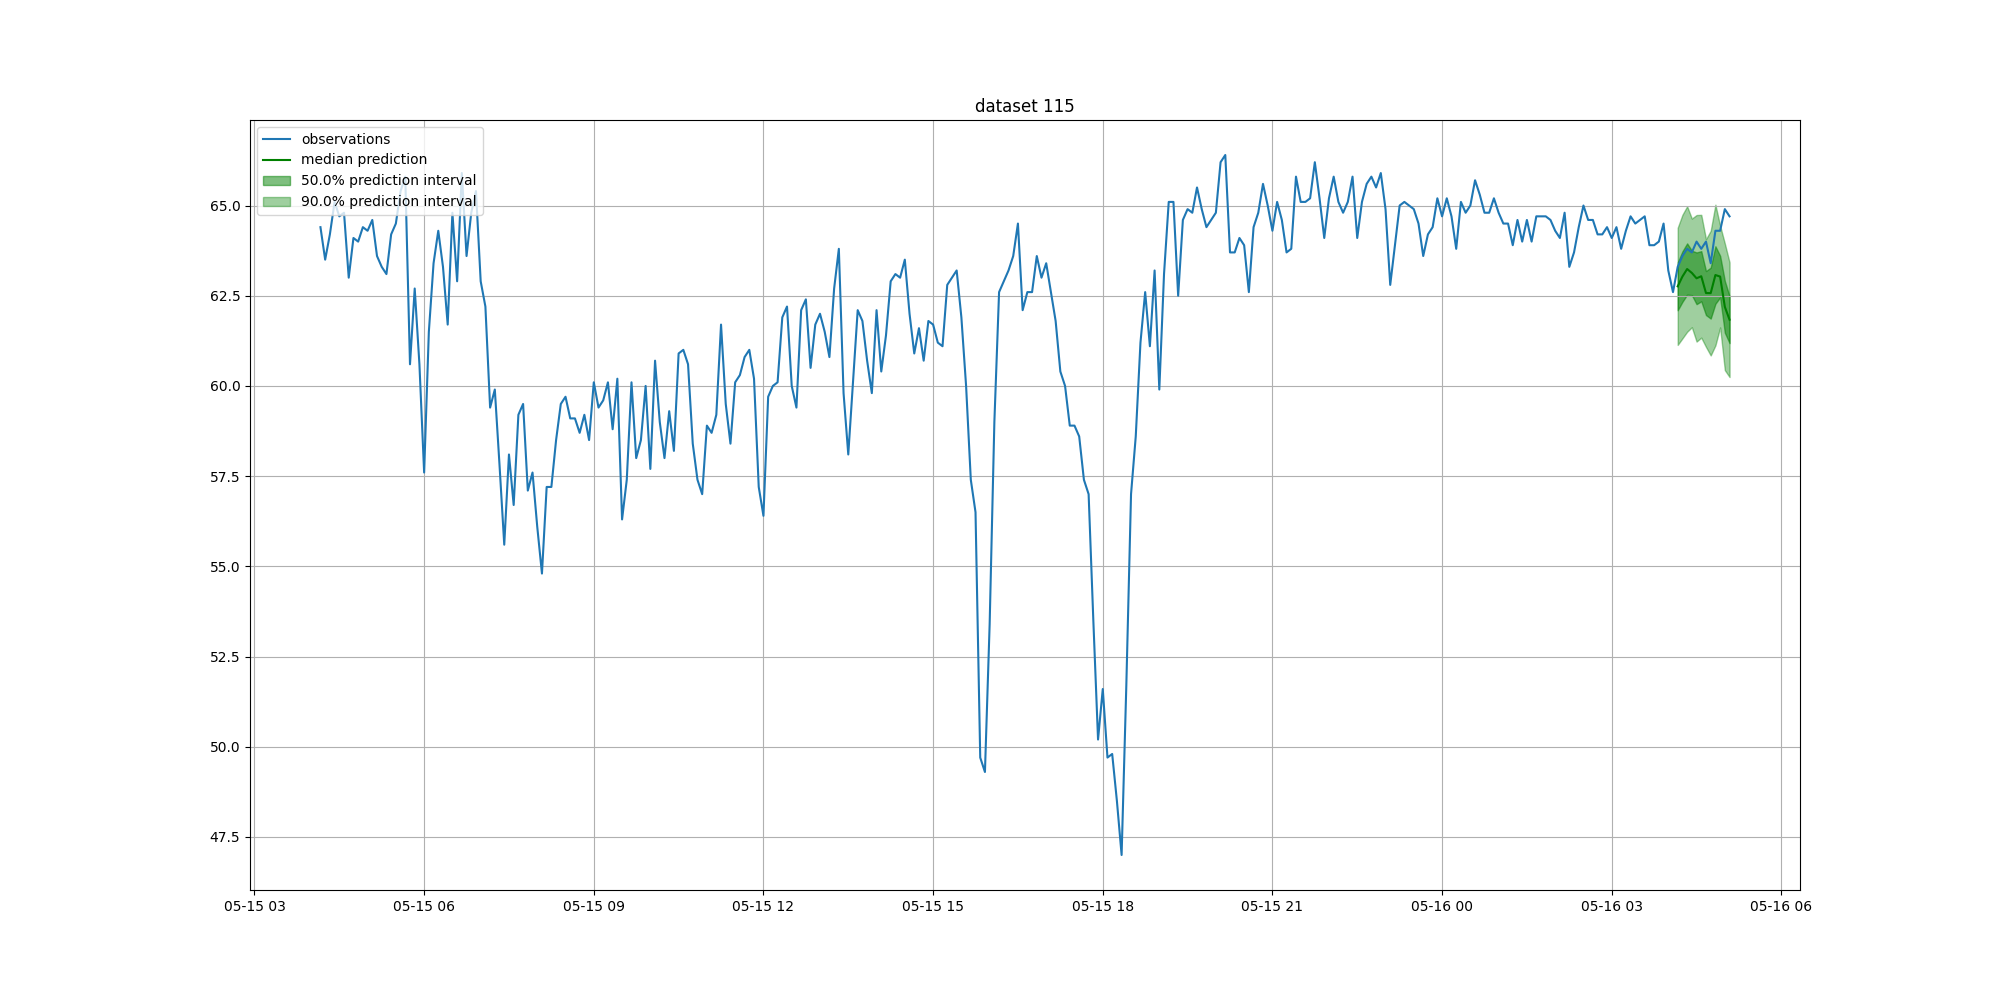 dataset 115
observations
median prediction
50.0% prediction interval
90.0% prediction interval
65.0
62.5
60.0
57.5
55.0
52.5
50.0
47.5
05-15 03 05-15 06 05-15 09 05-15 12 05-15 15 05-15 18 05-15 21 05-16 00 05-16 03 05-16 06